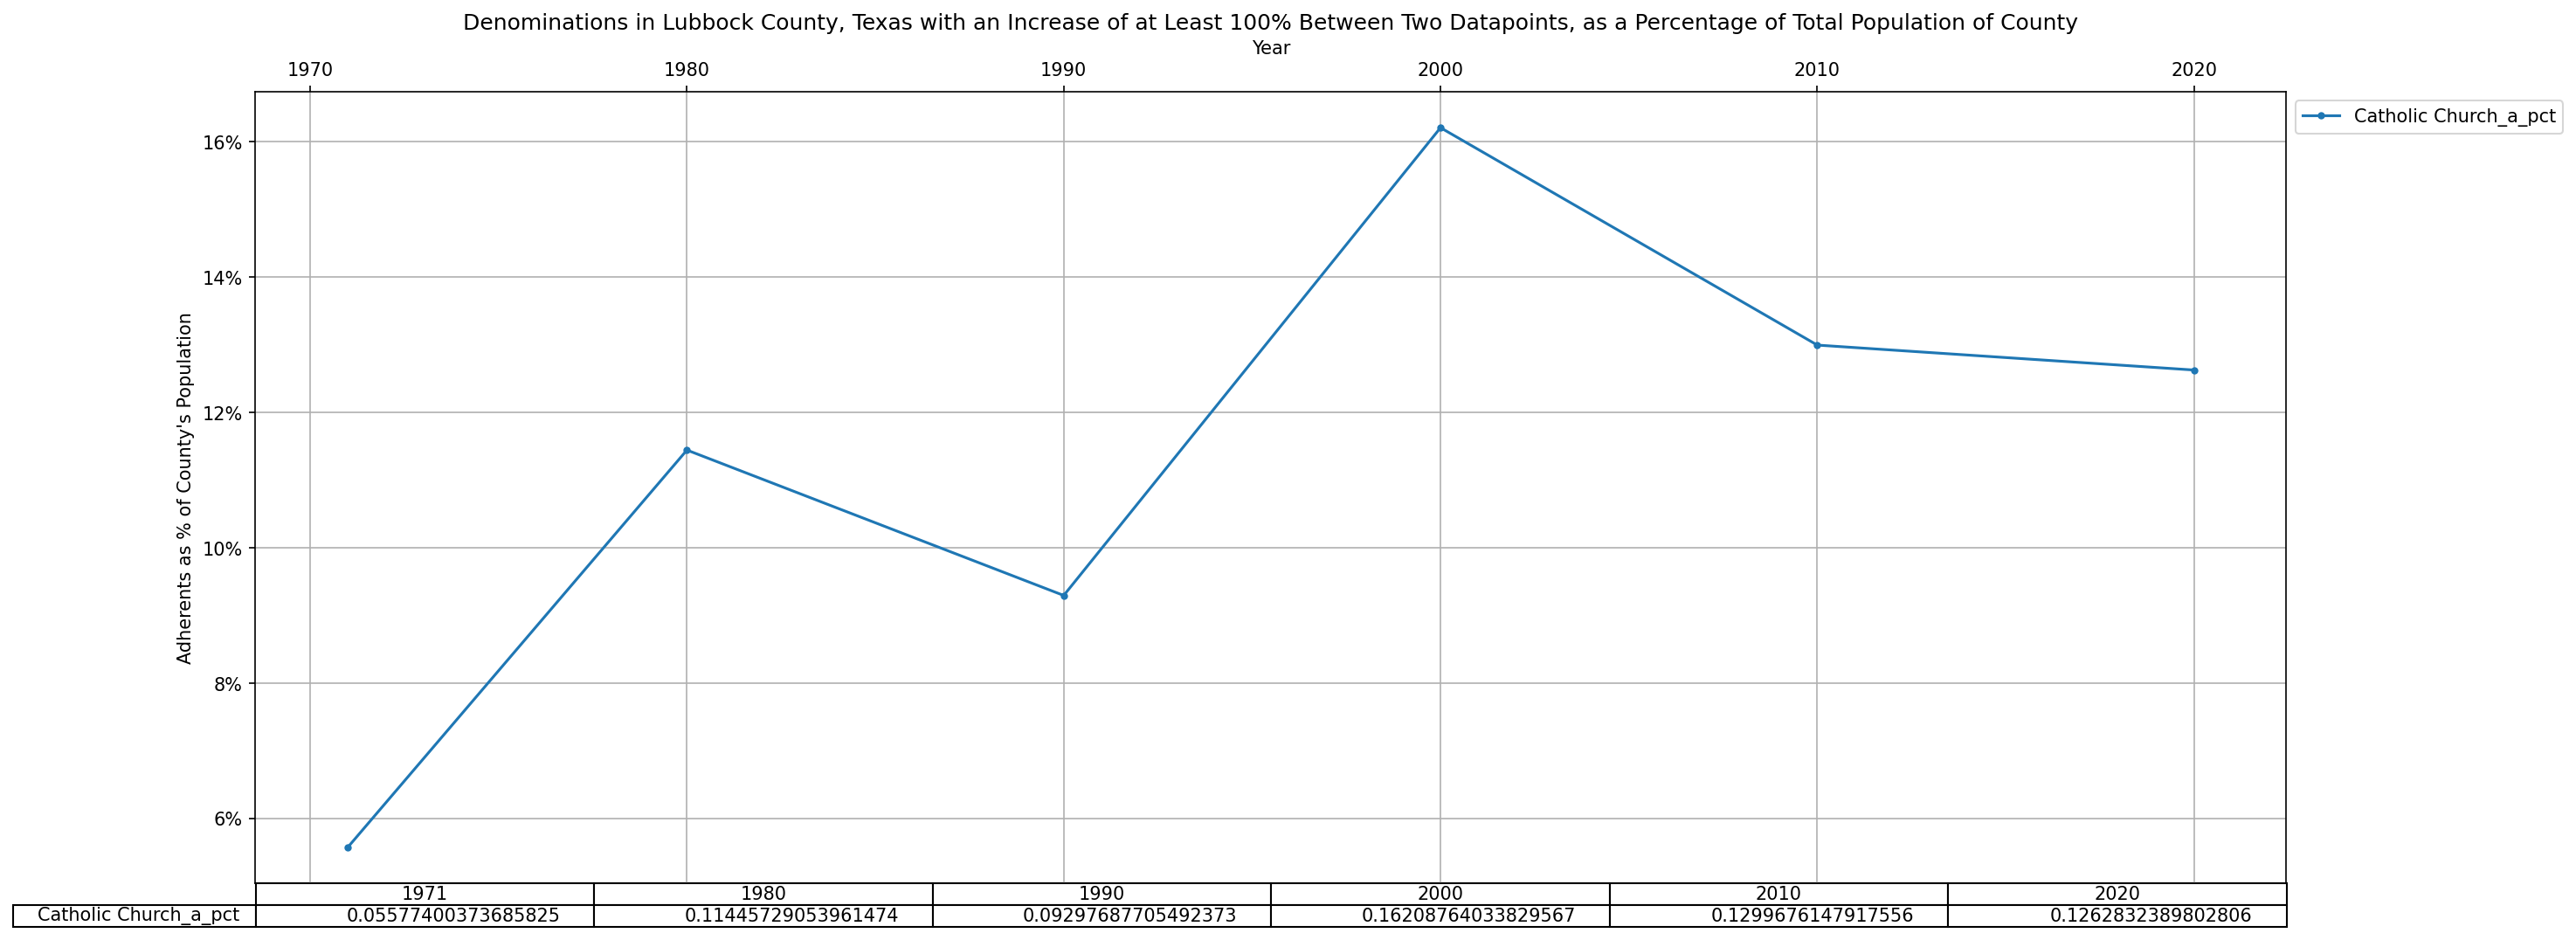 Denominations in Lubbock County, Texas with an Increase of at Least 100% Between Two Datapoints, as a Percentage of Total Population of County
Year
1970 1980 1990 2000 2010 2020
Catholic Church_a_pct
Adherents as % of County's Population
16%
14%
12%
10%
8%
6%
1971 1980 1990 2000 2010 2020
Catholic Church_a_pct 0.05577400373685825 0.11445729053961474 0.09297687705492373 0.16208764033829567 0.1299676147917556 0.1262832389802806